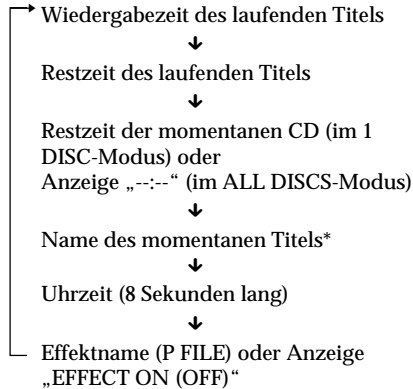 Wiedergabezeit des laufenden Titels
Restzeit des laufenden Titels
Restzeit der momentanen CD (im 1
DISC-Modus) oder
Anzeige „--:--“ (im ALL DISCS-Modus)
Name des momentanen Titels*
Uhrzeit (8 Sekunden lang)
Effektname (P FILE) oder Anzeige
„EFFECT ON (OFF)“